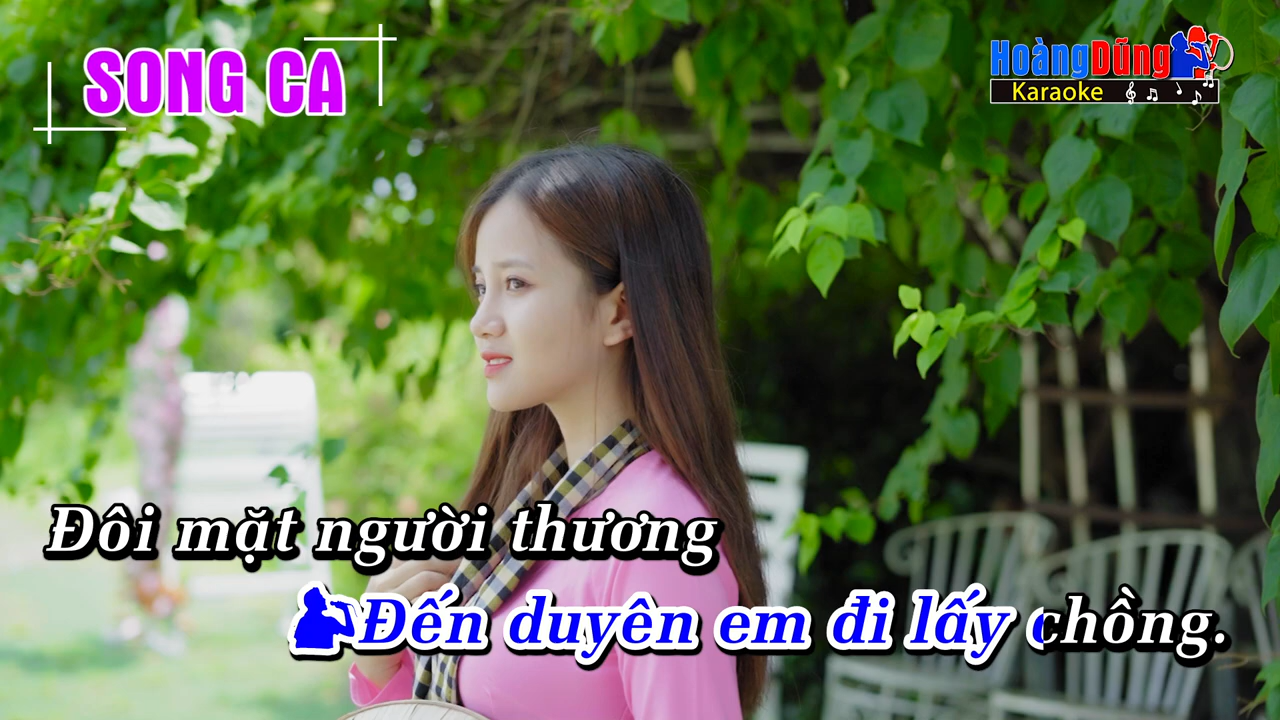 SONG CA
HoàngDũng
Karaoke
Đôi mặt người thương
Đến duyên em đi lấy chồng.